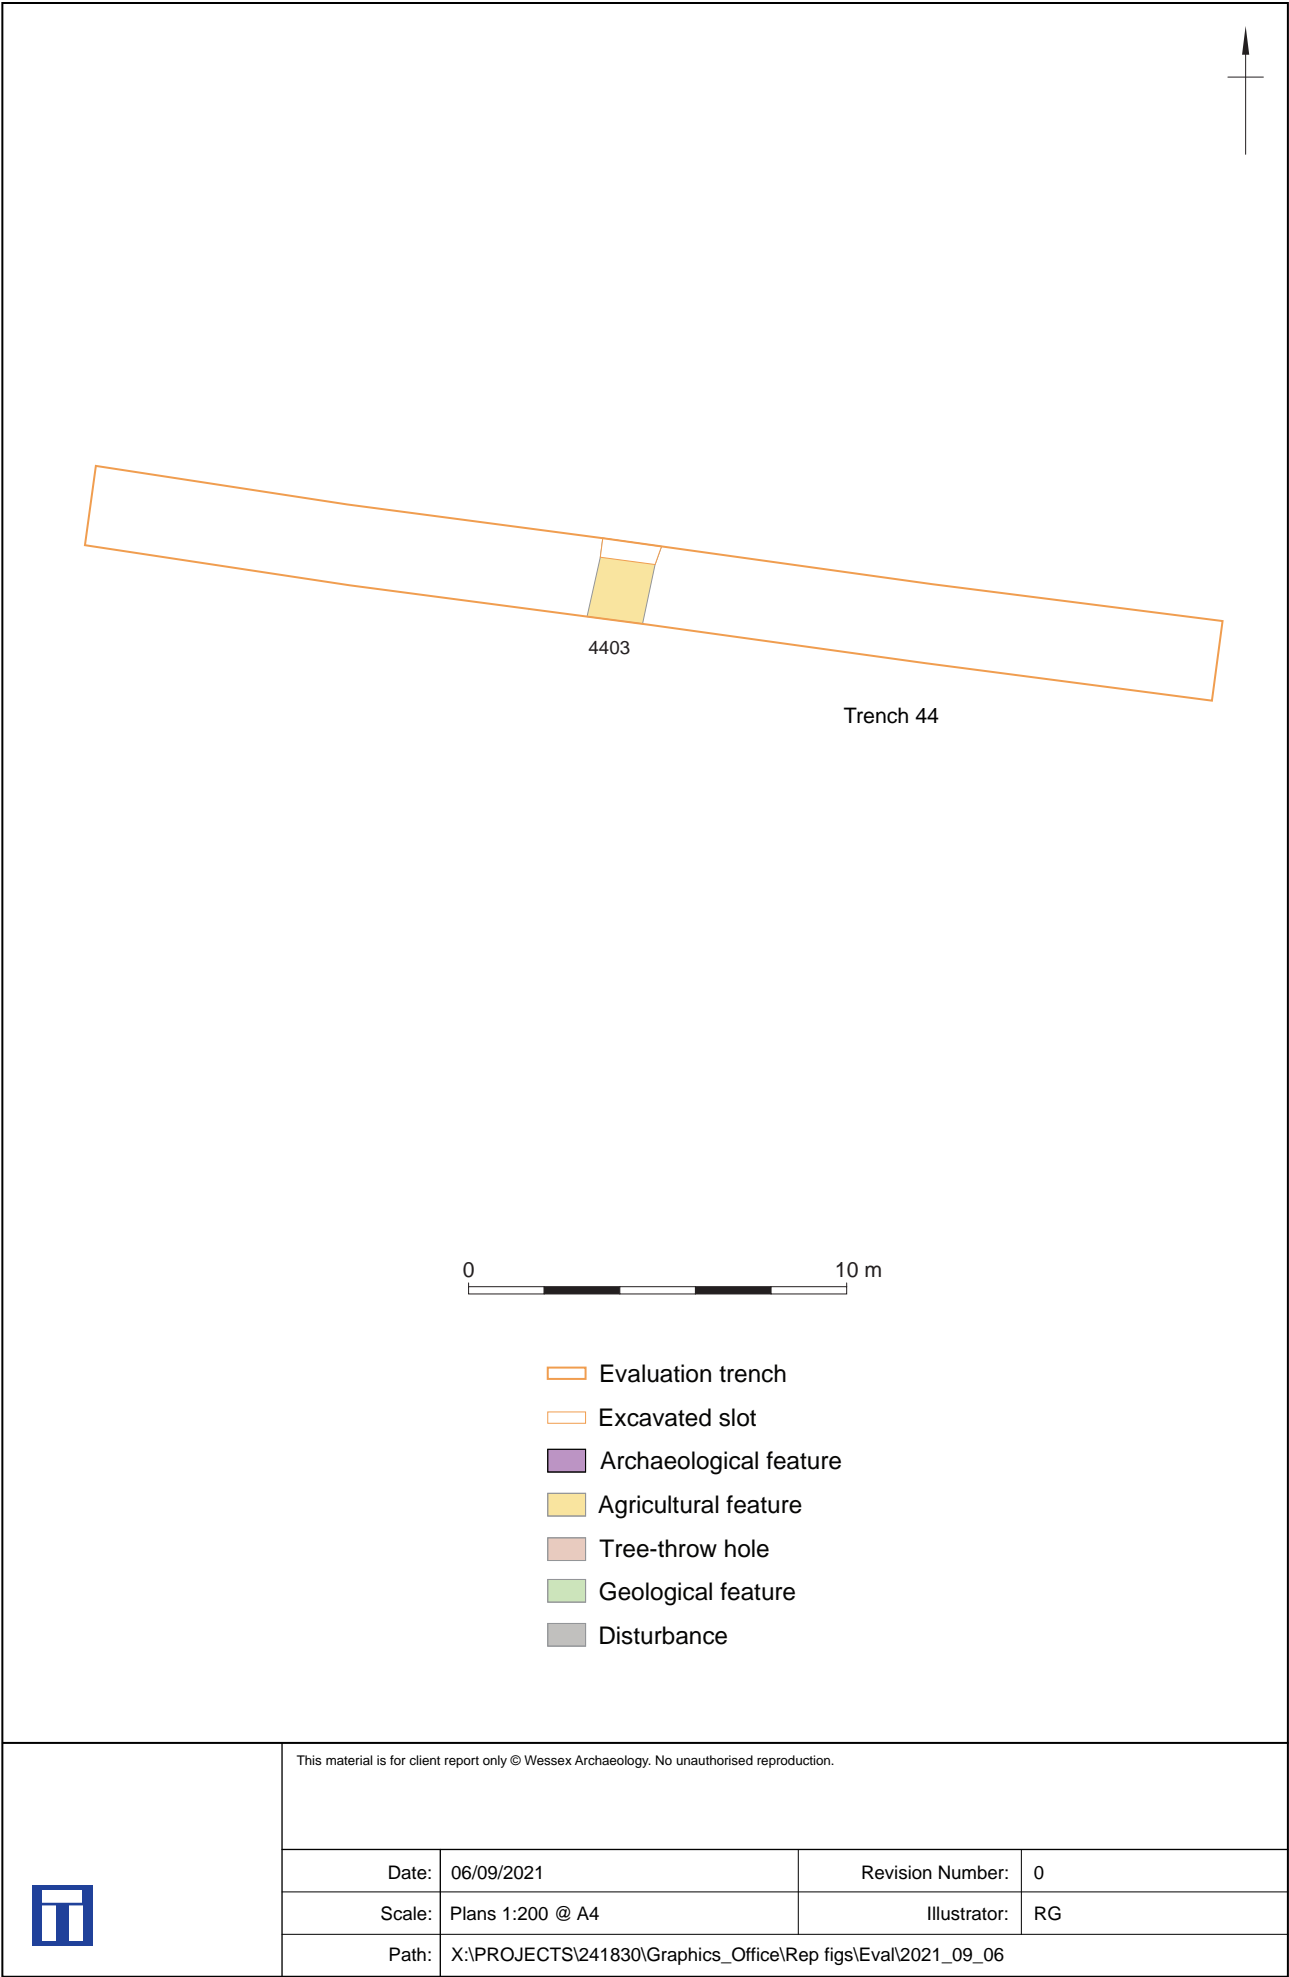 4403
Trench 44
0 10 m
Evaluation trench
Excavated slot
Archaeological feature
Agricultural feature
Tree-throw hole
Geological feature
Disturbance
This material is for client report only © Wessex Archaeology. No unauthorised reproduction.
Date: 06/09/2021 Revision Number: 0
Scale: Plans 1:200 @ A4 Illustrator: RG
Path: X:\PROJECTS\241830\Graphics_Office\Rep figs\Eval\2021_09_06